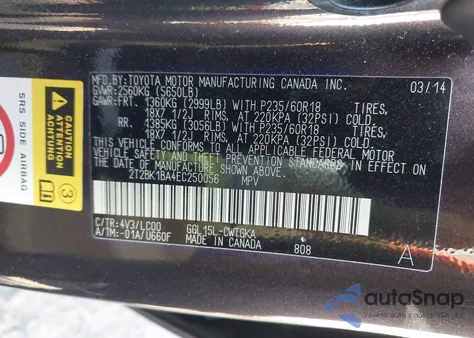 MFD.BY:TOYOTA MOTOR MANUFACTURING CANADA INC. 03/14
GVWR:2560KG (5650LB)
GAWR:FRT. 1360KG (2999LB) WITH P235/60R18 TIRES,
18X7 1/2J RIMS, AT 220KPA (32PSI) COLD.
RR. 1385KG (3056LB) WITH P235/60R18 TIRES,
18X7 1/2J RIMS, AT 220KPA (32PSI) COLD.
THIS VEHICLE CONFORMS TO ALL APPLICABLE FEDERAL MOTOR
VEHICLE SAFETY AND THEFT PREVENTION STANDARDS IN EFFECT ON
THE DATE OF MANUFACTURE SHOWN ABOVE.
2T2BK1BA4EC250056 MPV
C/TR:4V3/LC00 GGL15L-CWTGKA
A/TM:-01A/U660F MADE IN CANADA 808 A
SRS SIDE AIRBAG
autoSnap